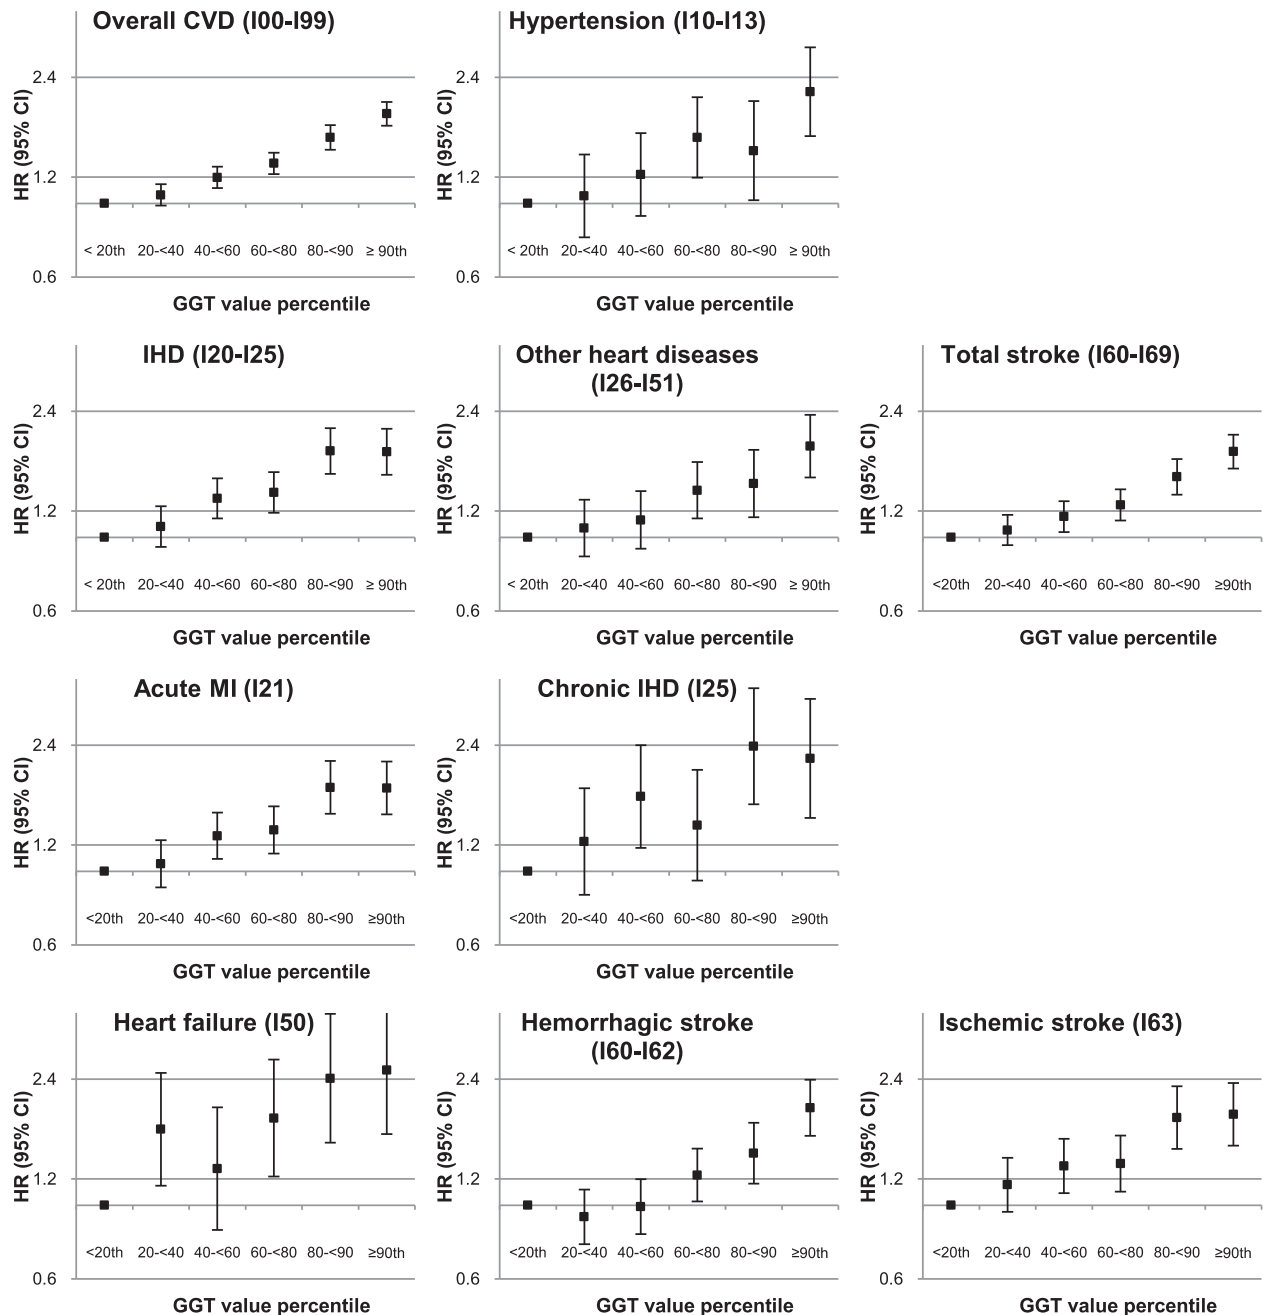 Overall CVD (I00-I99)
HR (95% CI)
2.4
1.2
0.6
< 20th 20-<40 40-<60 60-<80 80-<90 ≥ 90th
GGT value percentile
Hypertension (I10-I13)
HR (95% CI)
2.4
1.2
0.6
< 20th 20-<40 40-<60 60-<80 80-<90 ≥ 90th
GGT value percentile
IHD (I20-I25)
HR (95% CI)
2.4
1.2
0.6
< 20th 20-<40 40-<60 60-<80 80-<90 ≥ 90th
GGT value percentile
Other heart diseases
(I26-I51)
HR (95% CI)
2.4
1.2
0.6
< 20th 20-<40 40-<60 60-<80 80-<90 ≥ 90th
GGT value percentile
Total stroke (I60-I69)
HR (95% CI)
2.4
1.2
0.6
<20th 20-<40 40-<60 60-<80 80-<90 ≥90th
GGT value percentile
Acute MI (I21)
HR (95% CI)
2.4
1.2
0.6
<20th 20-<40 40-<60 60-<80 80-<90 ≥90th
GGT value percentile
Chronic IHD (I25)
HR (95% CI)
2.4
1.2
0.6
<20th 20-<40 40-<60 60-<80 80-<90 ≥90th
GGT value percentile
Heart failure (I50)
HR (95% CI)
2.4
1.2
0.6
<20th 20-<40 40-<60 60-<80 80-<90 ≥90th
GGT value percentile
Hemorrhagic stroke
(I60-I62)
HR (95% CI)
2.4
1.2
0.6
<20th 20-<40 40-<60 60-<80 80-<90 ≥90th
GGT value percentile
Ischemic stroke (I63)
HR (95% CI)
2.4
1.2
0.6
<20th 20-<40 40-<60 60-<80 80-<90 ≥90th
GGT value percentile